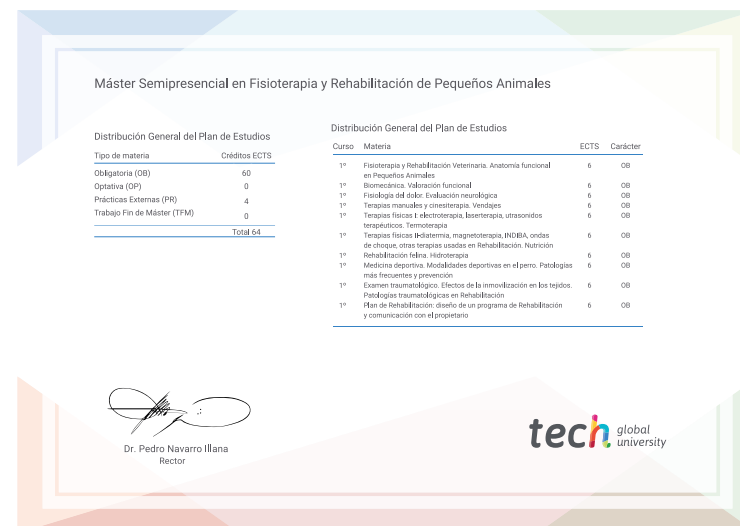 Máster Semipresencial en Fisioterapia y Rehabilitación de Pequeños Animales
Distribución General del Plan de Estudios
Tipo de materia Créditos ECTS
Obligatoria (OB) 60
Optativa (OP) 0
Prácticas Externas (PR) 4
Trabajo Fin de Máster (TFM) 0
Total 64
Distribución General del Plan de Estudios
Curso Materia ECTS Carácter
1º Fisioterapia y Rehabilitación Veterinaria. Anatomía funcional
en Pequeños Animales 6 OB
1º Biomecánica. Valoración funcional 6 OB
1º Fisiología del dolor. Evaluación neurológica 6 OB
1º Terapias manuales y cinesiterapia. Vendajes 6 OB
1º Terapias físicas I: electroterapia, laserterapia, utrasonidos
terapéuticos. Termoterapia 6 OB
1º Terapias físicas II-diatermia, magnetoterapia, INDIBA, ondas
de choque, otras terapias usadas en Rehabilitación. Nutrición 6 OB
1º Rehabilitación felina. Hidroterapia 6 OB
1º Medicina deportiva. Modalidades deportivas en el perro. Patologías
más frecuentes y prevención 6 OB
1º Examen traumatológico. Efectos de la inmovilización en los tejidos.
Patologías traumatológicas en Rehabilitación 6 OB
1º Plan de Rehabilitación: diseño de un programa de Rehabilitación
y comunicación con el propietario 6 OB
Dr. Pedro Navarro Illana
Rector
tech global
university